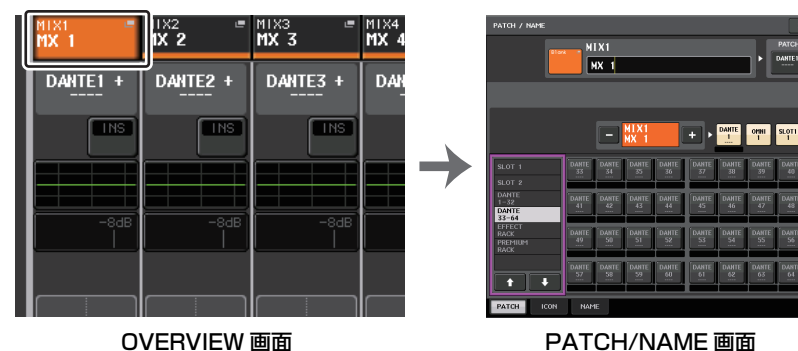 MIX1 IX2 MIX3 MIX4
MX 1 IX 2 MX 3 MX 4
DANTE1 + DANTE2 + DANTE3 + DAN
---- ---- ----
INS INS INS
-8dB -8dB -8dB
OVERVIEW 画面
PATCH / NAME
MIX1 PATCH
MX 1 DANTE1
MIX1
MX 1
- + DANTE 1 OMNI 1 SLOT1 1
SLOT 1
SLOT 2
DANTE 1-32
DANTE 33-64
EFFECT RACK
PREMIUM RACK
DANTE 33 DANTE 34 DANTE 35 DANTE 36 DANTE 37 DANTE 38 DANTE 39 DANTE 40
DANTE 41 DANTE 42 DANTE 43 DANTE 44 DANTE 45 DANTE 46 DANTE 47 DANTE 48
DANTE 49 DANTE 50 DANTE 51 DANTE 52 DANTE 53 DANTE 54 DANTE 55 DANTE 56
DANTE 57 DANTE 58 DANTE 59 DANTE 60 DANTE 61 DANTE 62 DANTE 63 DANTE 64
PATCH ICON NAME
PATCH/NAME 画面